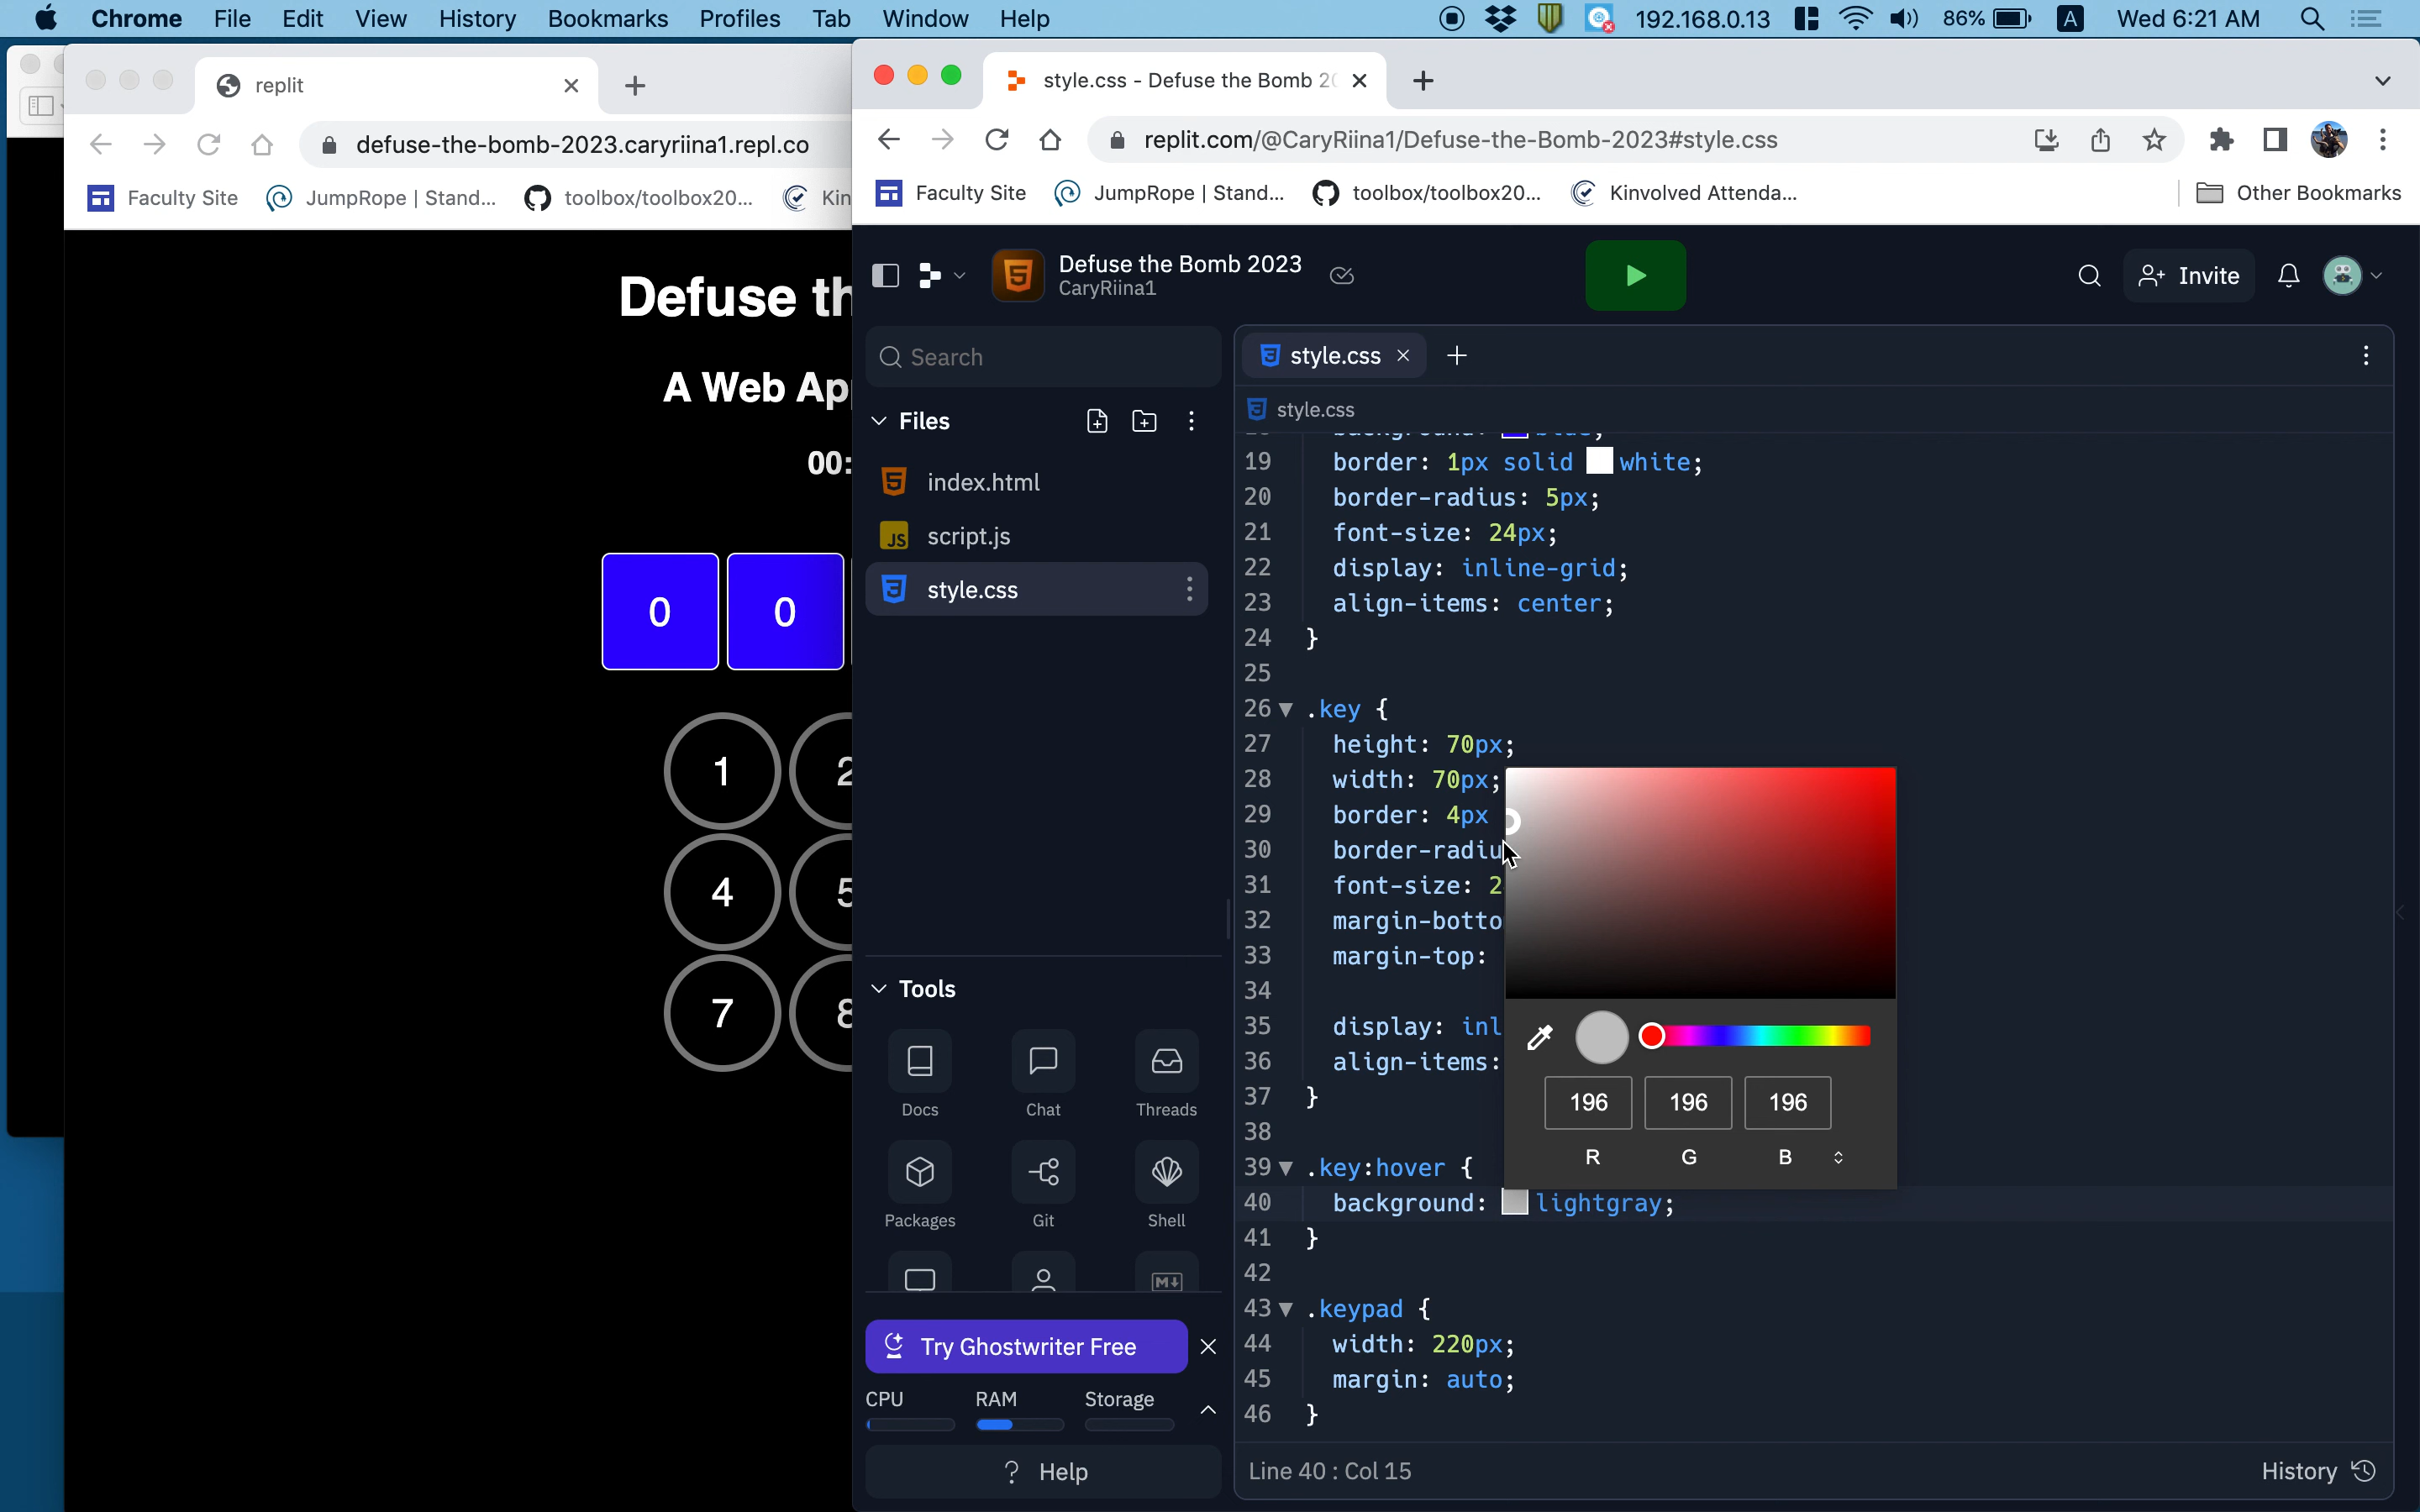 Chrome File Edit View History Bookmarks Profiles Tab Window Help 192.168.0.13 86% A Wed 6:21 AM
replit
defuse-the-bomb-2023.caryriina1.repl.co
Faculty Site JumpRope | Stand... toolbox/toolbox20...
Defuse
A Web
00:
0 0
1 2
4 5
7 8
style.css - Defuse the Bomb
replit.com/@CaryRiina1/Defuse-the-Bomb-2023#style.css
Faculty Site JumpRope | Stand... toolbox/toolbox20... Kinvolved Attenda... Other Bookmarks
Defuse the Bomb 2023
CaryRiina1
Invite
Search
Files
index.html
JS script.js
style.css
Tools
Docs Chat Threads
Packages Git Shell
M↓
Try Ghostwriter Free
CPU RAM Storage
? Help
style.css
style.css
19 border: 1px solid white;
20 border-radius: 5px;
21 font-size: 24px;
22 display: inline-grid;
23 align-items: center;
24 }
25
26 .key {
27 height: 70px;
28 width: 70px;
29 border: 4px
30
31 font-size: 2
32
33 margin-top:
34
35 display:
36 align-items:
37 }
38
39 .key:hover {
40 background: lightgray;
41 }
42
43 .keypad {
44 width: 220px;
45 margin: auto;
46 }
196 196 196
R G B
Line 40 : Col 15
History